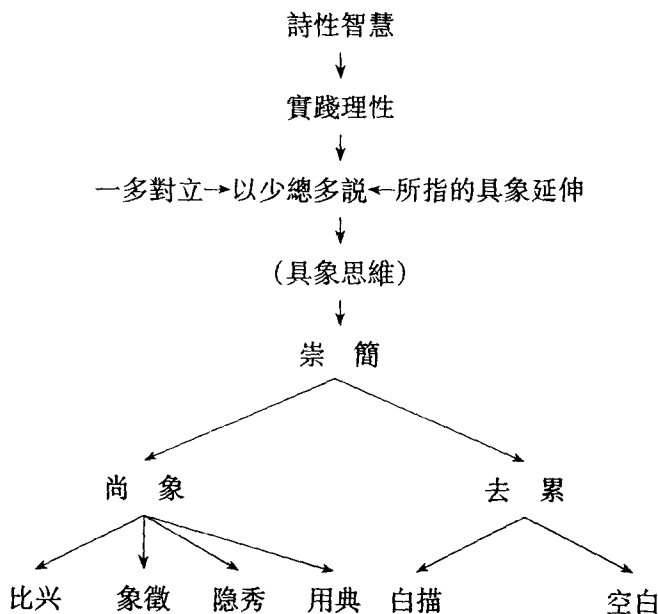 詩性智慧
實踐理性
一多對立→以少總多説←所指的具象延伸
(具象思維)
崇 簡
尚 象 去 累
比兴 象徵 隐秀 用典 白描 空白